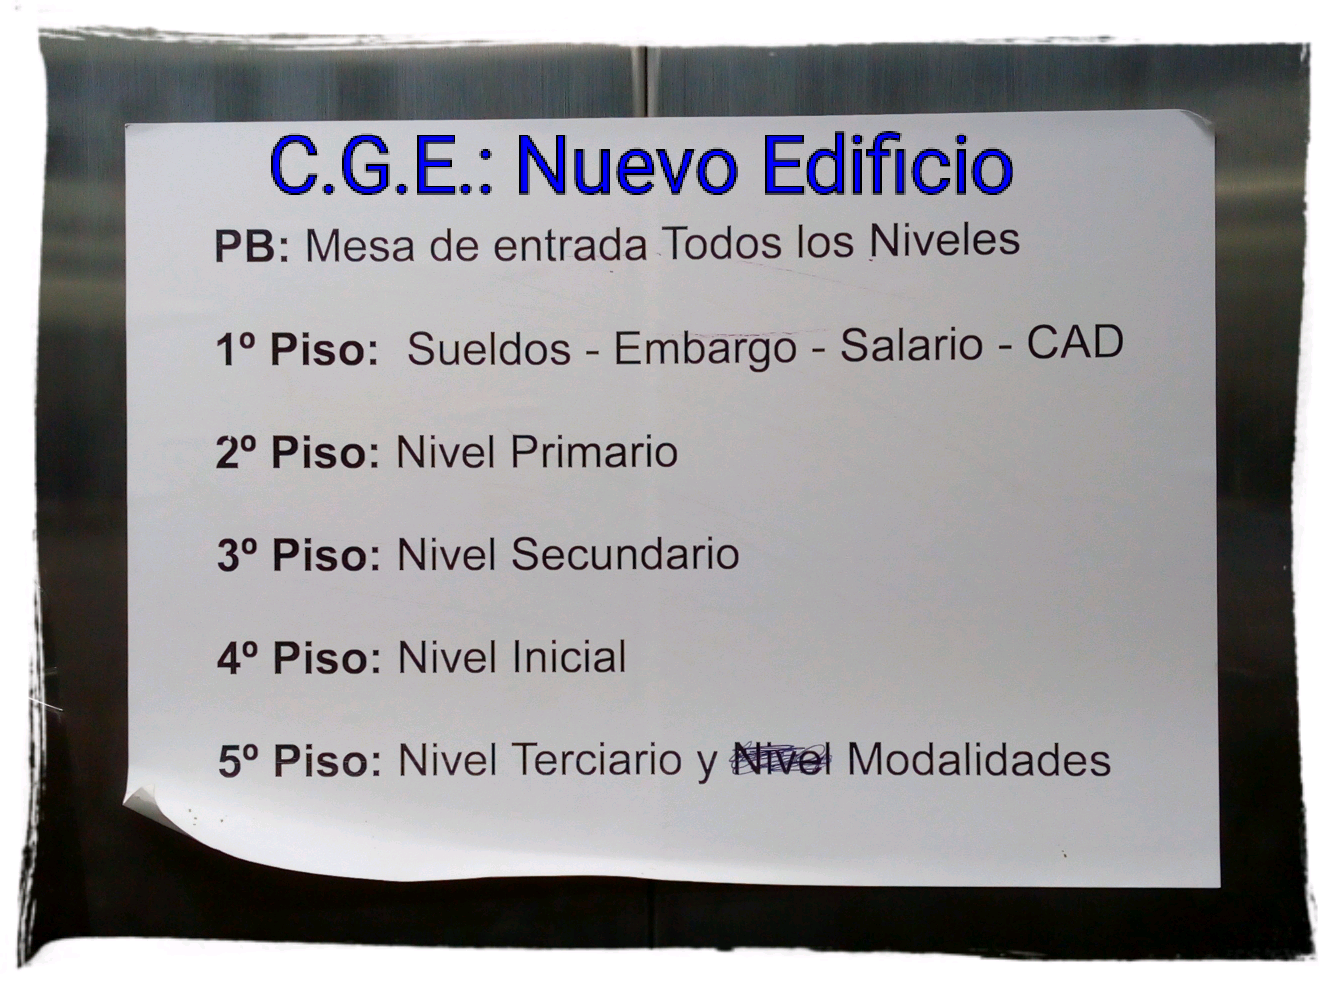 C.G.E.: Nuevo Edificio
PB: Mesa de entrada Todos los Niveles
1º Piso: Sueldos - Embargo - Salario - CAD
2º Piso: Nivel Primario
3º Piso: Nivel Secundario
4º Piso: Nivel Inicial
5º Piso: Nivel Terciario y Nivel Modalidades